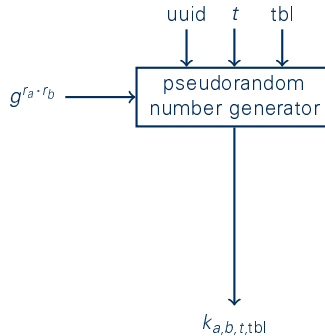 uuid t tbl
pseudorandom
g^{r_a·r_b}
number generator
k_{a,b,t,tbl}